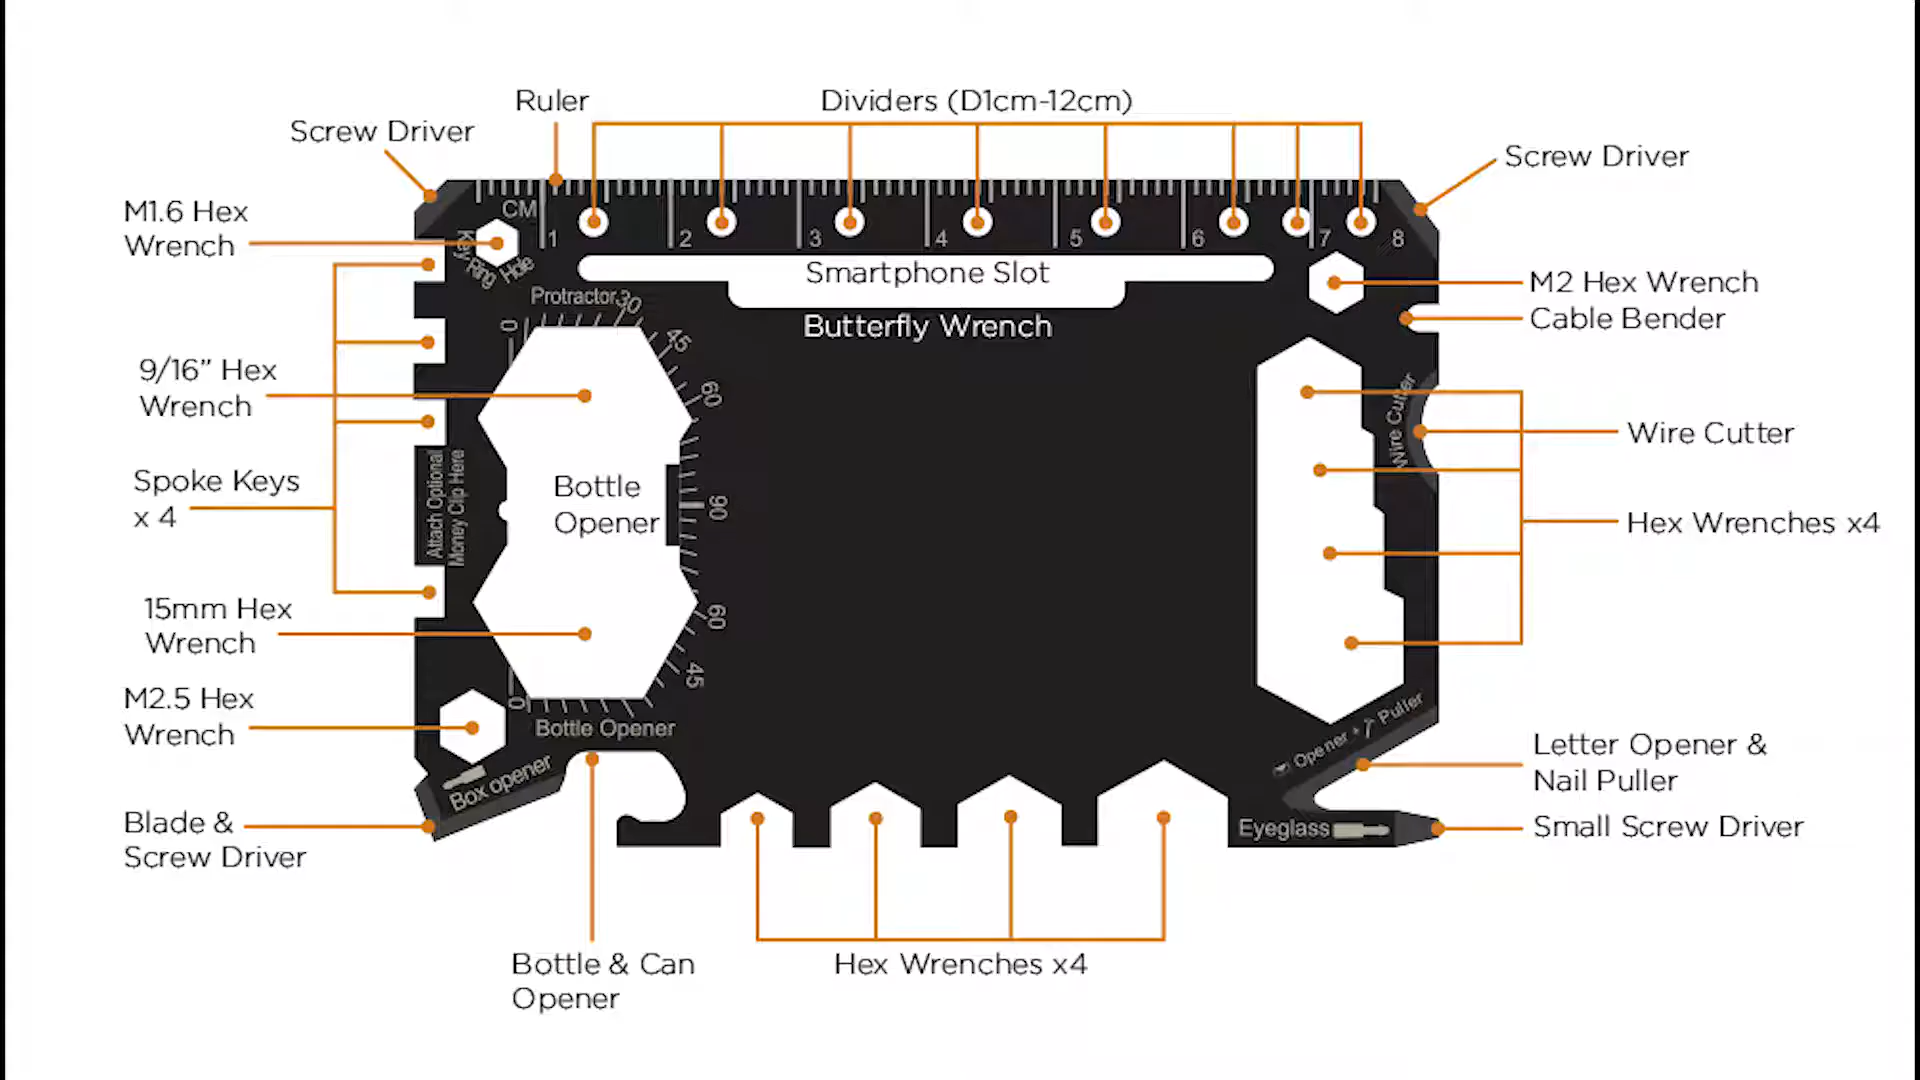 Ruler
Dividers (D1cm-12cm)
Screw Driver
Screw Driver
M1.6 Hex
Wrench
CM
1
2
3
4
5
6
7
8
Key-Ring Hole
Smartphone Slot
Butterfly Wrench
M2 Hex Wrench
Cable Bender
Protractor
0
30
45
60
90
60
45
0
9/16” Hex
Wrench
Wire Cutter
Wire Cutter
Bottle
Opener
Attach Optional
Money Clip Here
Spoke Keys
x 4
Hex Wrenches x4
15mm Hex
Wrench
M2.5 Hex
Wrench
Bottle Opener
Box opener
Opener + Puller
Letter Opener &
Nail Puller
Eyeglass
Small Screw Driver
Blade &
Screw Driver
Bottle & Can
Opener
Hex Wrenches x4